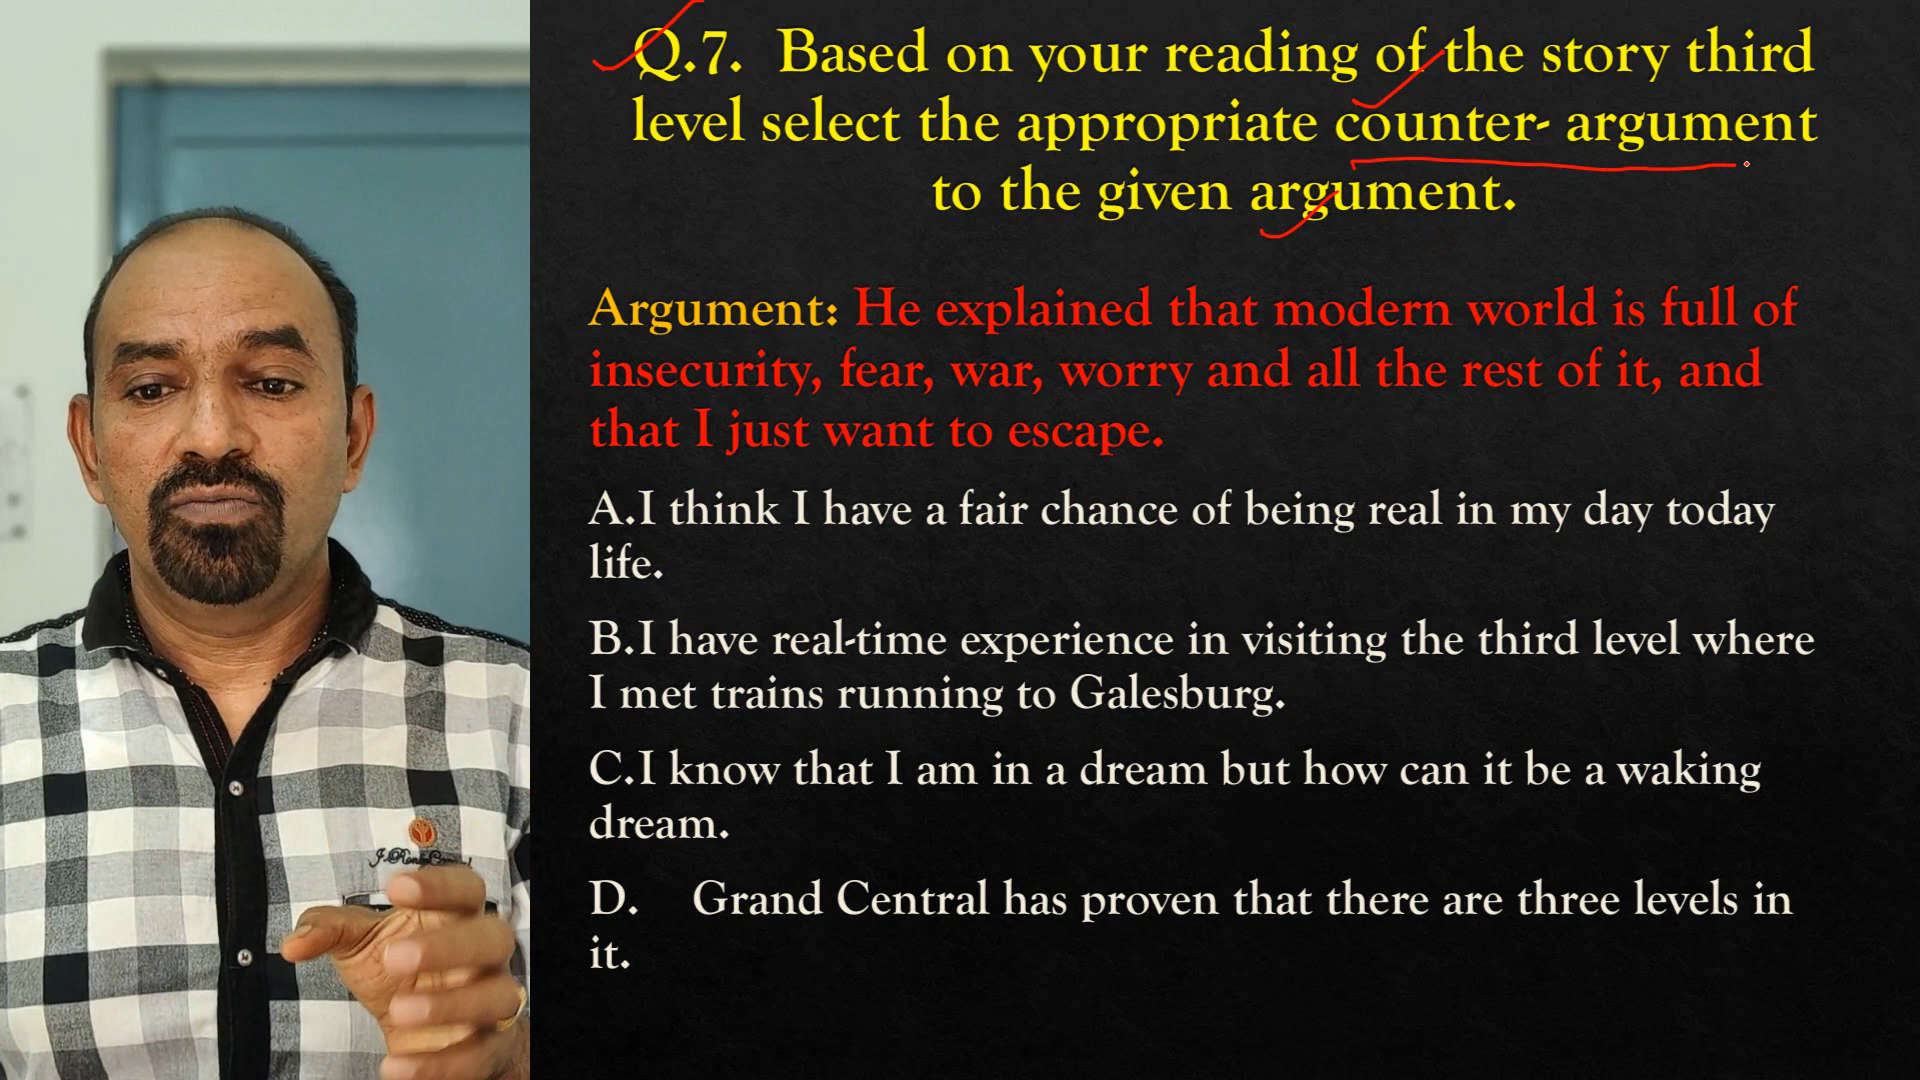 Q.7. Based on your reading of the story third
level select the appropriate counter- argument
to the given argument.
Argument: He explained that modern world is full of
insecurity, fear, war, worry and all the rest of it, and
that I just want to escape.
A.I think I have a fair chance of being real in my day today
life.
B.I have real-time experience in visiting the third level where
I met trains running to Galesburg.
C.I know that I am in a dream but how can it be a waking
dream.
D. Grand Central has proven that there are three levels in
it.